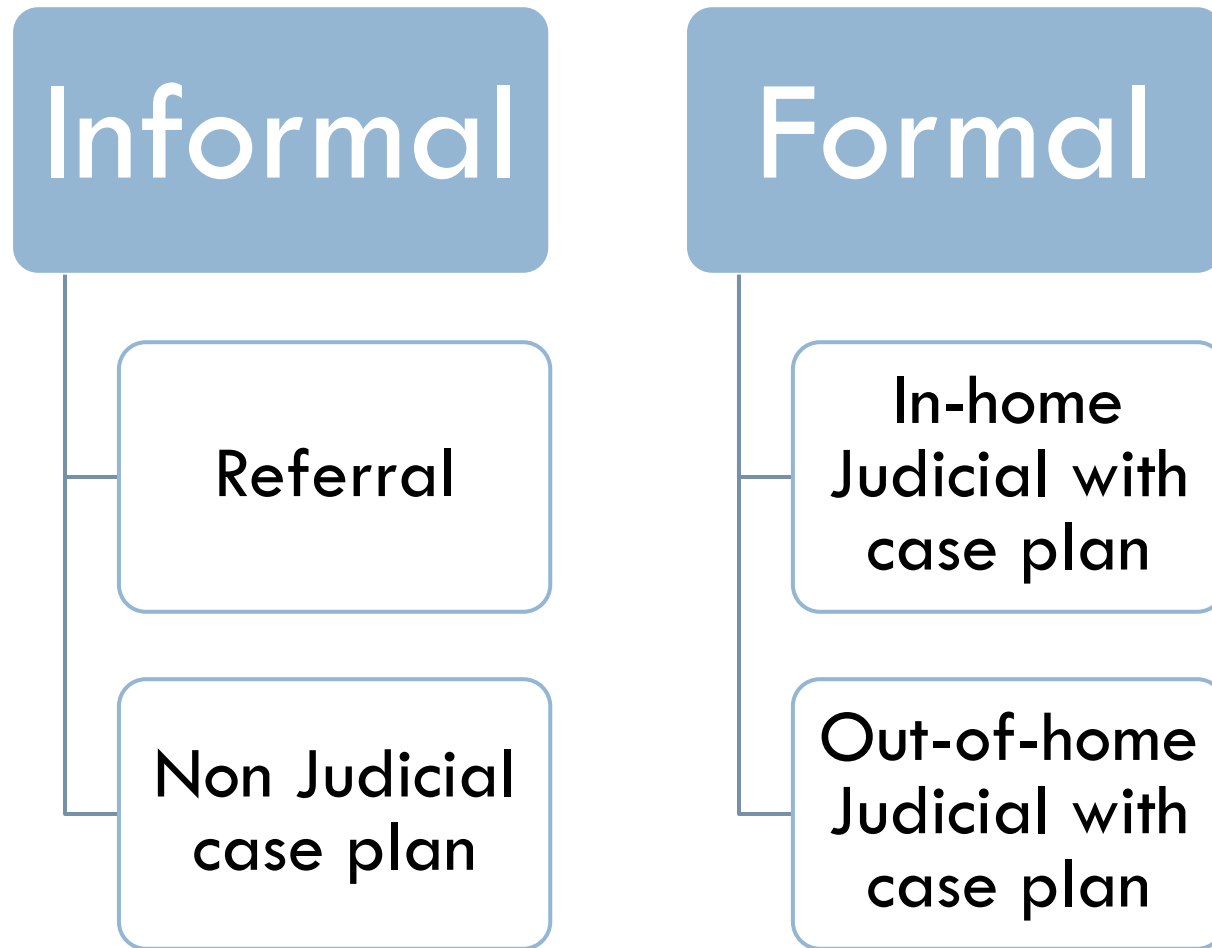 Informal
Referral
Non Judicial
case plan
Formal
In-home
Judicial with
case plan
Out-of-home
Judicial with
case plan